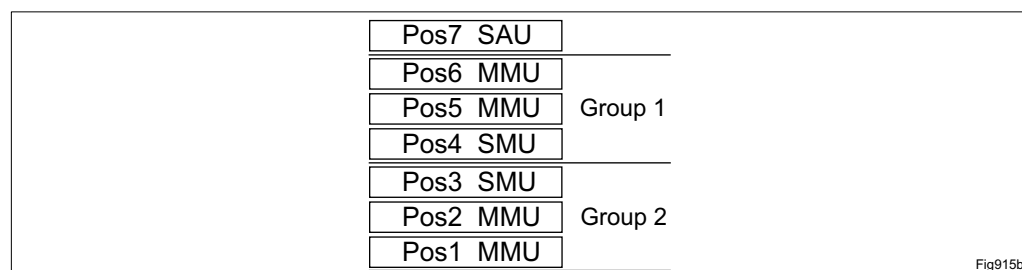 Pos7 SAU
Pos6 MMU
Pos5 MMU Group 1
Pos4 SMU
Pos3 SMU
Pos2 MMU Group 2
Pos1 MMU
Fig915b